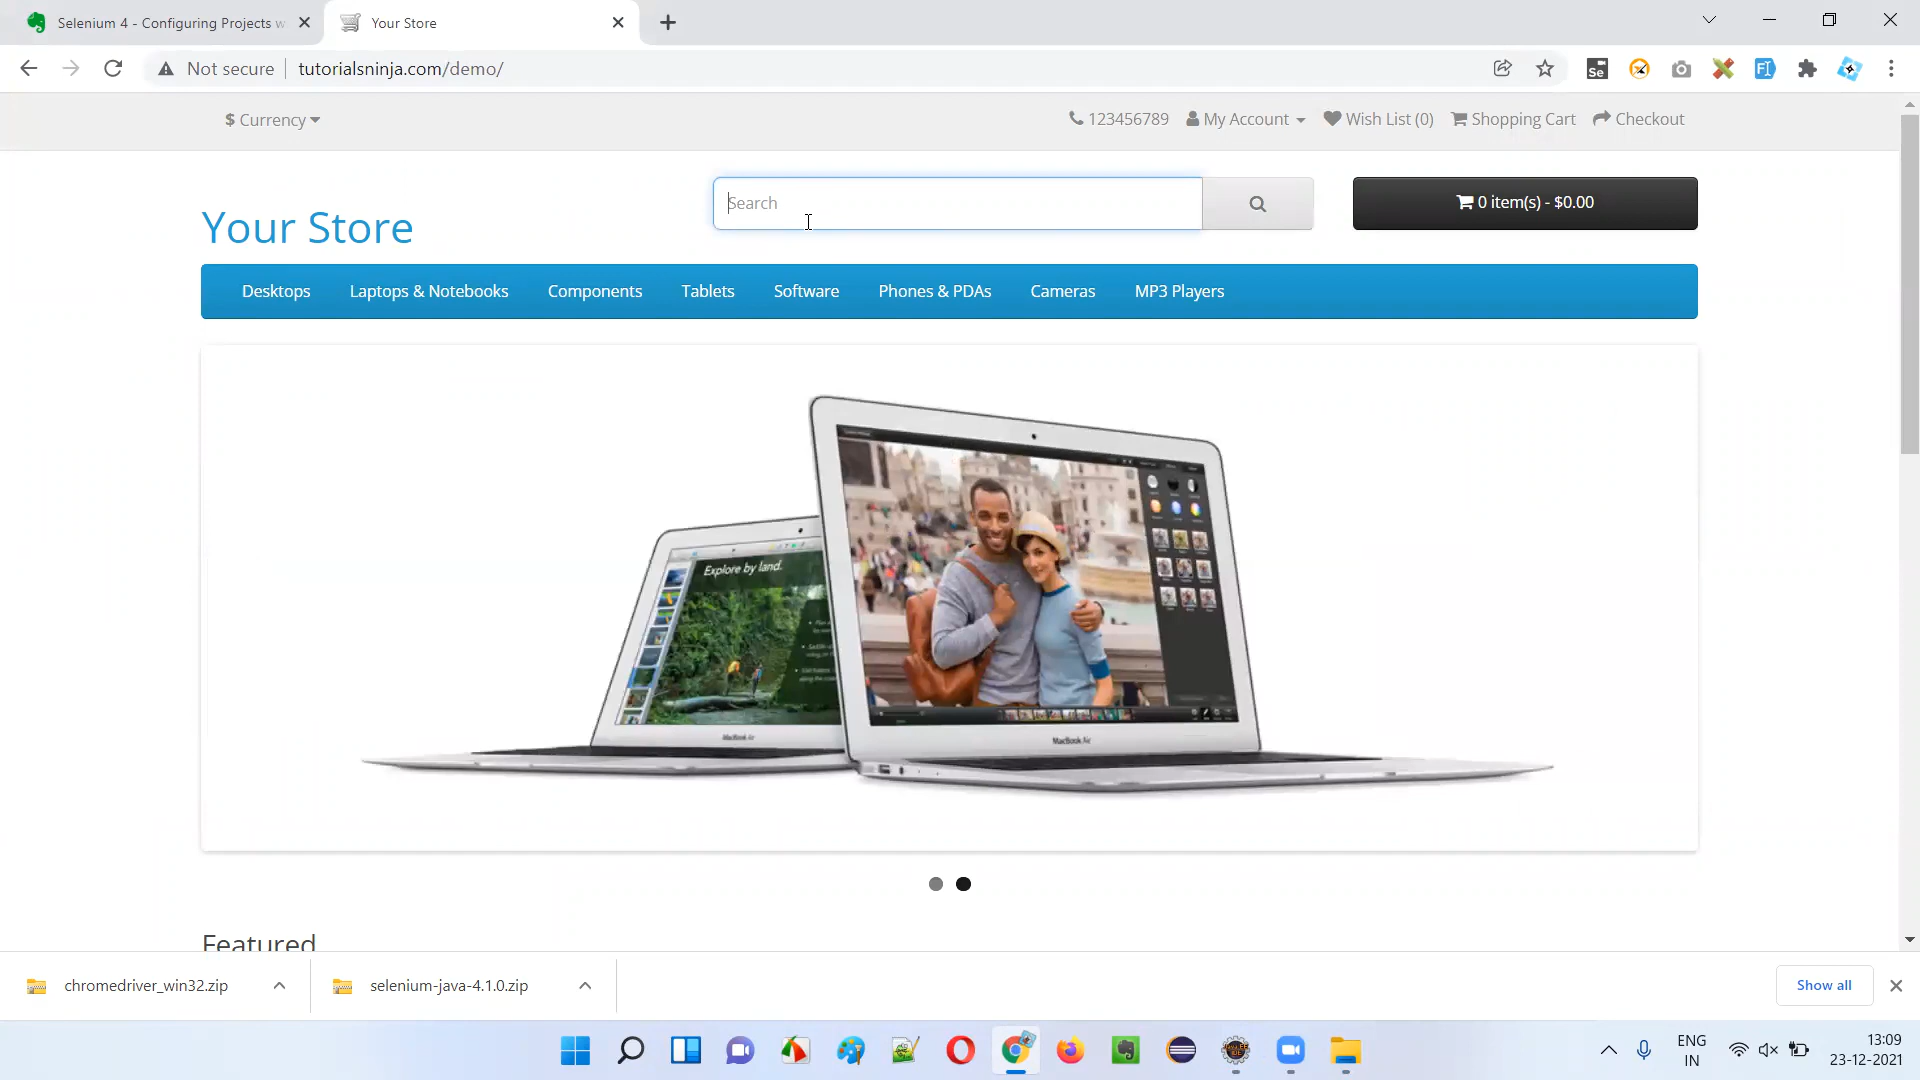 Selenium 4 - Configuring Projects w
Your Store
Not secure
tutorialsninja.com/demo/
$ Currency
123456789
My Account
Wish List (0)
Shopping Cart
Checkout
Your Store
Search
0 item(s) - $0.00
Desktops
Laptops & Notebooks
Components
Tablets
Software
Phones & PDAs
Cameras
MP3 Players
Explore by land.
MacBook Air
MacBook Air
Featured
chromedriver_win32.zip
selenium-java-4.1.0.zip
Show all
ENG
IN
13:09
23-12-2021